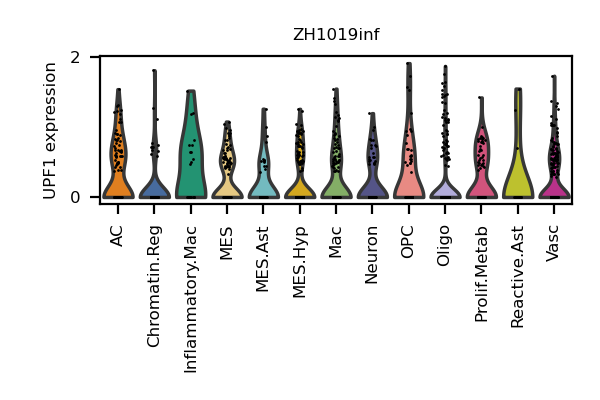 ZH1019inf
2
0
UPF1 expression
AC
Chromatin.Reg
Inflammatory.Mac
MES
MES.Ast
MES.Hyp
Mac
Neuron
OPC
Oligo
Prolif.Metab
Reactive.Ast
Vasc